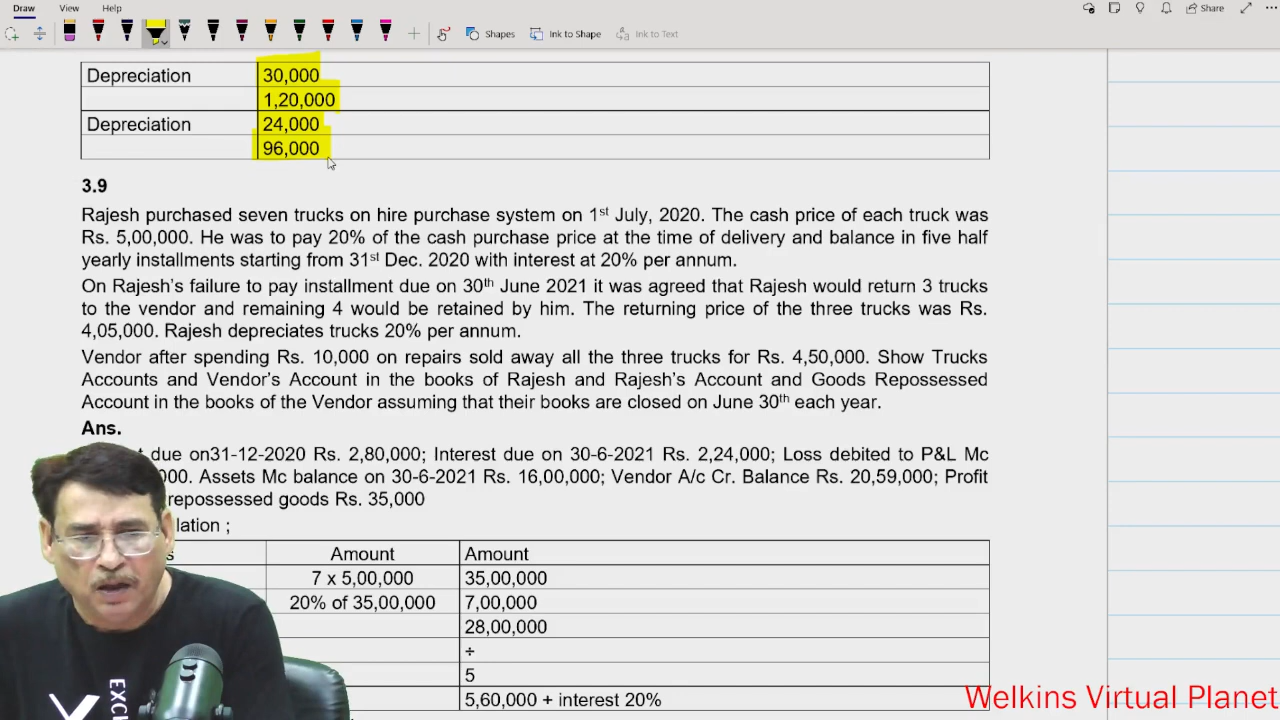 Draw View Share
Shapes Ink to Shape Ink to Text
Depreciation 30,000
1,20,000
Depreciation 24,000
96,000
3.9
Rajesh purchased seven trucks on hire purchase system on 1st July, 2020. The cash price of each truck was
Rs. 5,00,000. He was to pay 20% of the cash purchase price at the time of delivery and balance in five half
yearly installments starting from 31st Dec. 2020 with interest at 20% per annum.
On Rajesh's failure to pay installment due on 30th June 2021 it was agreed that Rajesh would return 3 trucks
to the vendor and remaining 4 would be retained by him. The returning price of the three trucks was Rs.
4,05,000. Rajesh depreciates trucks 20% per annum.
Vendor after spending Rs. 10,000 on repairs sold away all the three trucks for Rs. 4,50,000. Show Trucks
Accounts and Vendor's Account in the books of Rajesh and Rajesh's Account and Goods Repossessed
Account in the books of the Vendor assuming that their books are closed on June 30th each year.
Ans.
due on31-12-2020 Rs. 2,80,000; Interest due on 30-6-2021 Rs. 2,24,000; Loss debited to P&L Mc
000. Assets Mc balance on 30-6-2021 Rs. 16,00,000; Vendor A/c Cr. Balance Rs. 20,59,000; Profit
repossessed goods Rs. 35,000
lation ;
Amount Amount
7 x 5,00,000 35,00,000
20% of 35,00,000 7,00,000
28,00,000
÷
5
5,60,000 + interest 20%
Welkins Virtual Planet